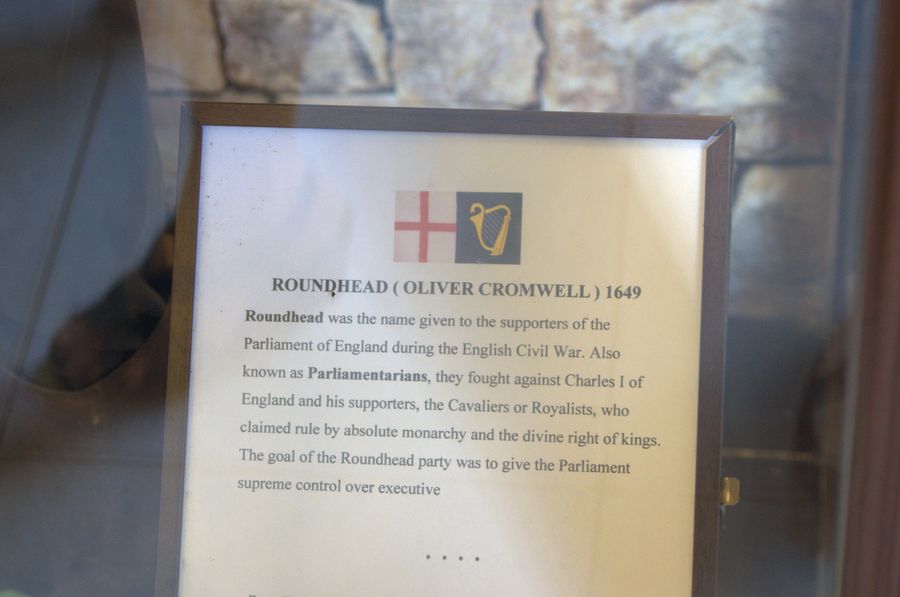 ROUNDHEAD ( OLIVER CROMWELL ) 1649
Roundhead was the name given to the supporters of the
Parliament of England during the English Civil War. Also
known as Parliamentarians, they fought against Charles I of
England and his supporters, the Cavaliers or Royalists, who
claimed rule by absolute monarchy and the divine right of kings.
The goal of the Roundhead party was to give the Parliament
supreme control over executive
. . . .